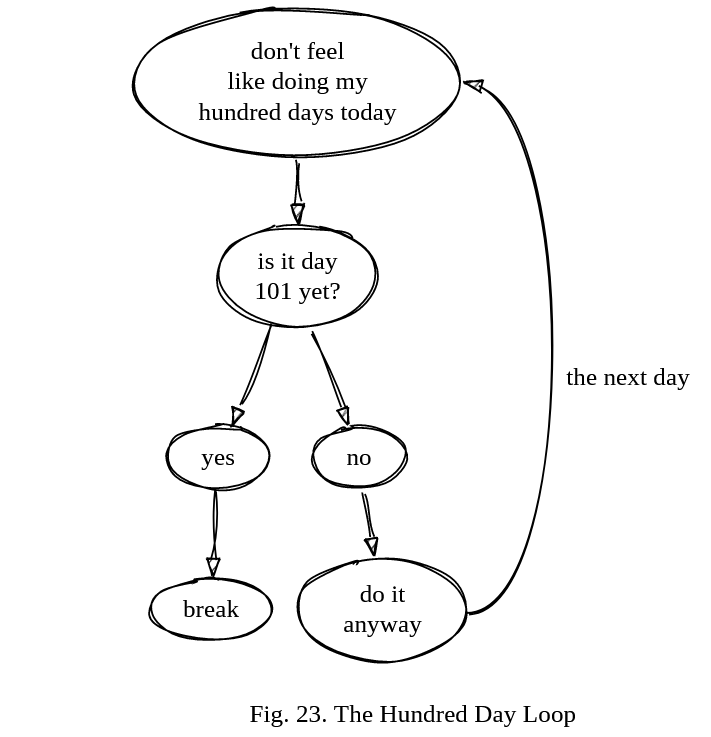 don't feel
like doing my
hundred days today
is it day
101 yet?
the next day
yes
no
do it
anyway
break
Fig. 23. The Hundred Day Loop